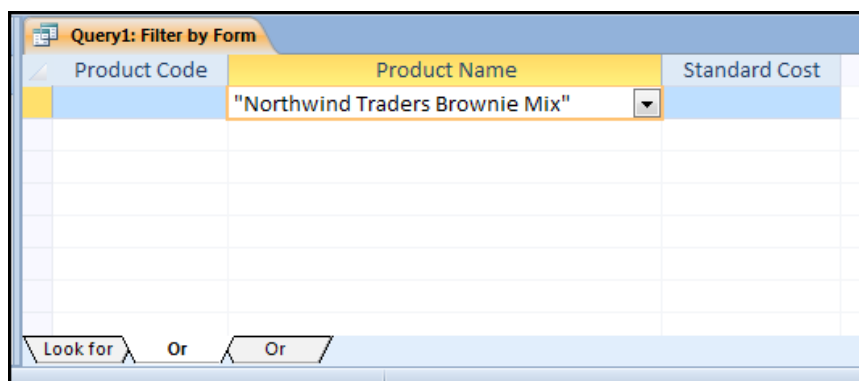 Query1: Filter by Form
Product Code Product Name Standard Cost
"Northwind Traders Brownie Mix"
Look for Or Or